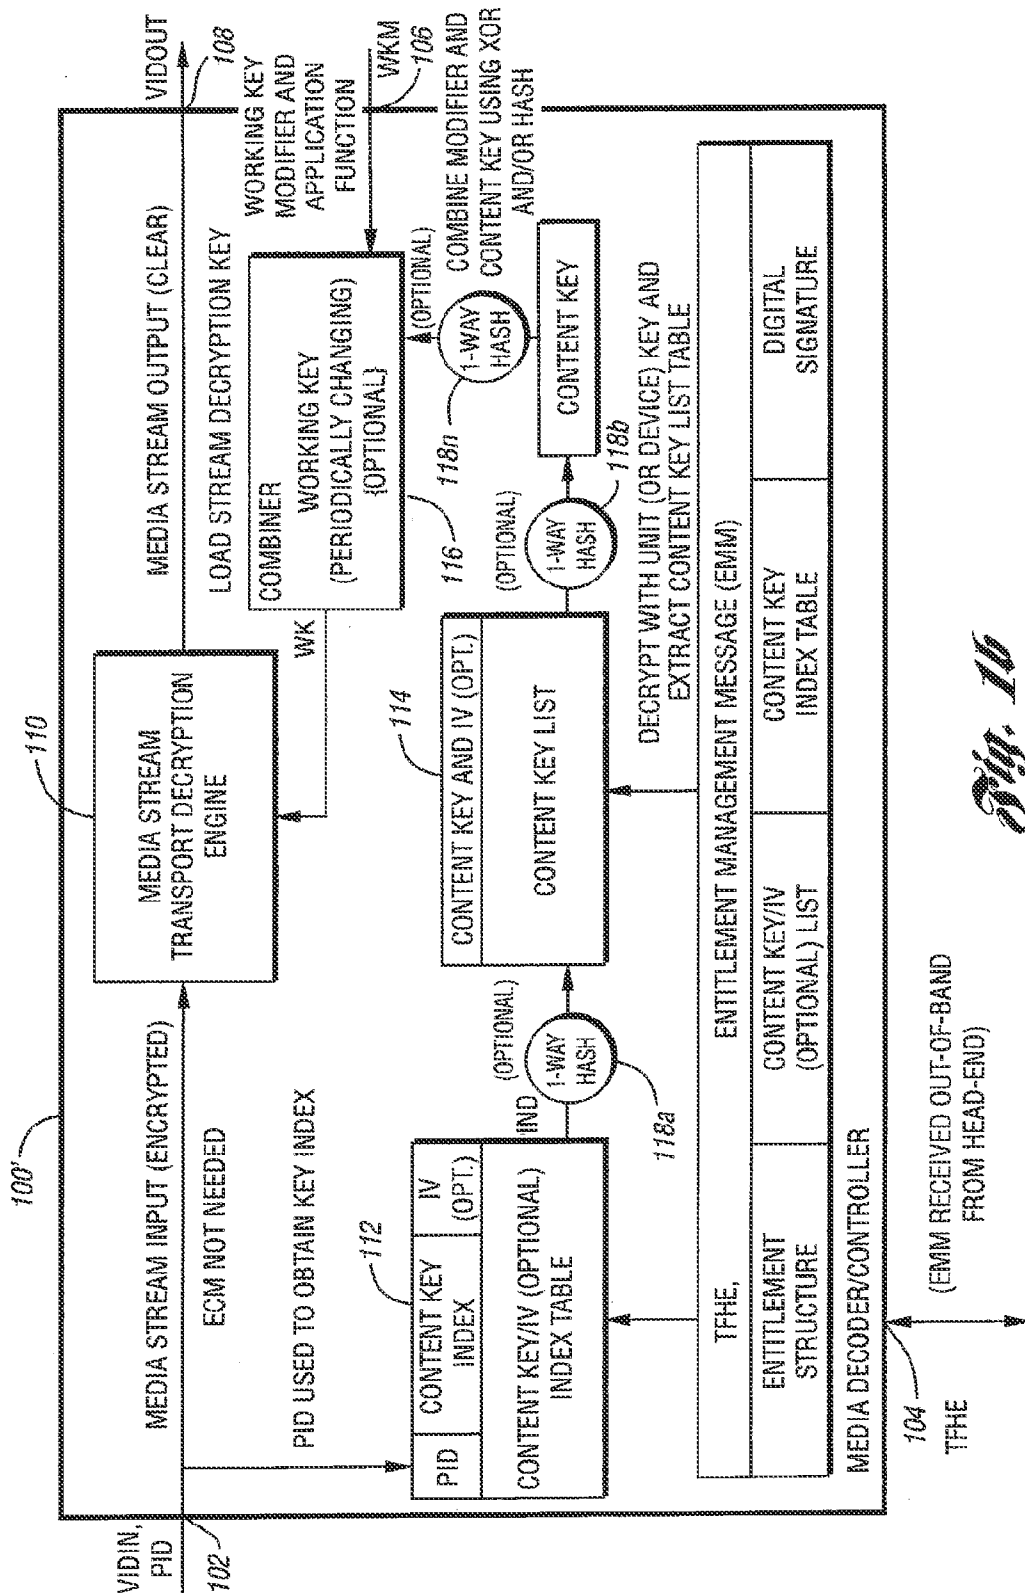 100'
VIDIN,
PID
102
MEDIA STREAM INPUT (ENCRYPTED)
ECM NOT NEEDED
PID USED TO OBTAIN KEY INDEX
110
MEDIA STREAM
TRANSPORT DECRYPTION
ENGINE
MEDIA STREAM OUTPUT (CLEAR)
VIDOUT
108
LOAD STREAM DECRYPTION KEY
WK
COMBINER
WORKING KEY
(PERIODICALLY CHANGING)
{OPTIONAL}
116
WORKING KEY
MODIFIER AND
APPLICATION
FUNCTION
WKM
106
COMBINE MODIFIER AND
CONTENT KEY USING XOR
AND/OR HASH
(OPTIONAL)
1-WAY
HASH
118n
112
PID
CONTENT KEY
INDEX
IV
(OPT.)
CONTENT KEY/IV (OPTIONAL)
INDEX TABLE
IND
(OPTIONAL)
1-WAY
HASH
118a
114
CONTENT KEY AND IV (OPT.)
CONTENT KEY LIST
(OPTIONAL)
1-WAY
HASH
118b
CONTENT KEY
DECRYPT WITH UNIT (OR DEVICE) KEY AND
EXTRACT CONTENT KEY LIST TABLE
TFHE,
ENTITLEMENT MANAGEMENT MESSAGE (EMM)
ENTITLEMENT
STRUCTURE
CONTENT KEY/IV
(OPTIONAL) LIST
CONTENT KEY
INDEX TABLE
DIGITAL
SIGNATURE
MEDIA DECODER/CONTROLLER
104
TFHE
(EMM RECEIVED OUT-OF-BAND
FROM HEAD-END)
Fig. 1b